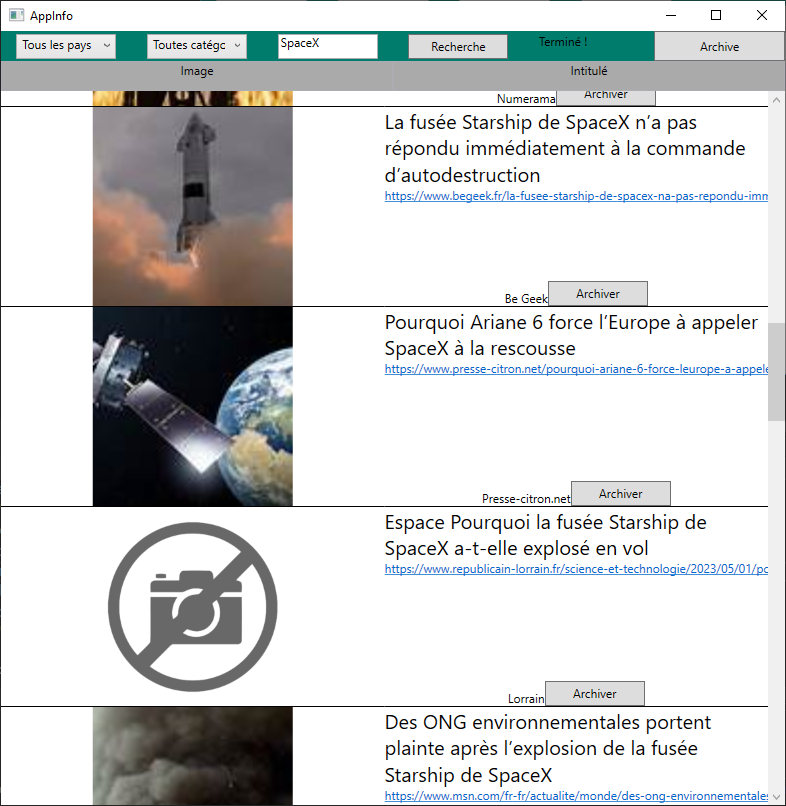 AppInfo
Tous les pays
Toutes catégc
SpaceX
Recherche
Terminé !
Archive
Image
Intitulé
Numerama
Archiver
La fusée Starship de SpaceX n’a pas
répondu immédiatement à la commande
d’autodestruction
https://www.begeek.fr/la-fusee-starship-de-spacex-na-pas-repondu-imm
Be Geek
Archiver
Pourquoi Ariane 6 force l’Europe à appeler
SpaceX à la rescousse
https://www.presse-citron.net/pourquoi-ariane-6-force-leurope-a-appele
Presse-citron.net
Archiver
Espace Pourquoi la fusée Starship de
SpaceX a-t-elle explosé en vol
https://www.republicain-lorrain.fr/science-et-technologie/2023/05/01/po
Lorrain
Archiver
Des ONG environnementales portent
plainte après l’explosion de la fusée
Starship de SpaceX
https://www.msn.com/fr-fr/actualite/monde/des-ong-environnementales